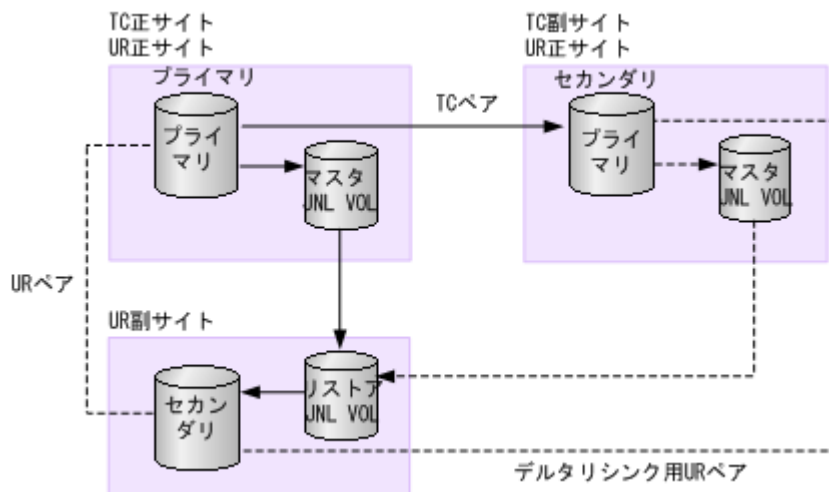 TC正サイト
UR正サイト
TC副サイト
UR正サイト
プライマリ
セカンダリ
TCペア
プライ
マリ
プライ
マリ
マスタ
JNL VOL
マスタ
JNL VOL
URペア
UR副サイト
セカン
ダリ
リストア
JNL VOL
デルタリシンク用URペア